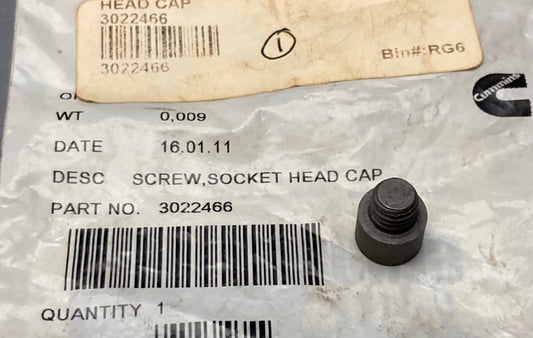 HEAD CAP
3022466
1
Bin#:RG6
3022466
Cummins
WT 0,009
DATE 16.01.11
DESC SCREW,SOCKET HEAD CAP
PART NO. 3022466
QUANTITY 1